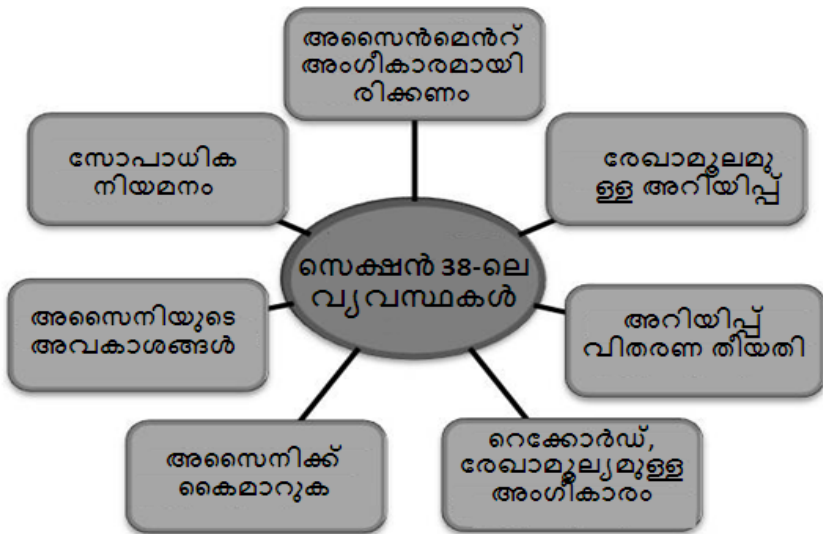 അസൈൻമെൻറ്
അംഗീകാരമായി
രിക്കണം
സോപാധിക
നിയമനം
രേഖാമൂലമു
ള്ള അറിയിപ്പ്
സെക്ഷൻ 38-ലെ
വ്യവസ്ഥകൾ
അസൈനിയുടെ
അവകാശങ്ങൾ
അറിയിപ്പ്
വിതരണ തീയതി
അസൈനിക്ക്
കൈമാറുക
റെക്കോർഡ്,
രേഖാമൂല്യമുള്ള
അംഗീകാരം